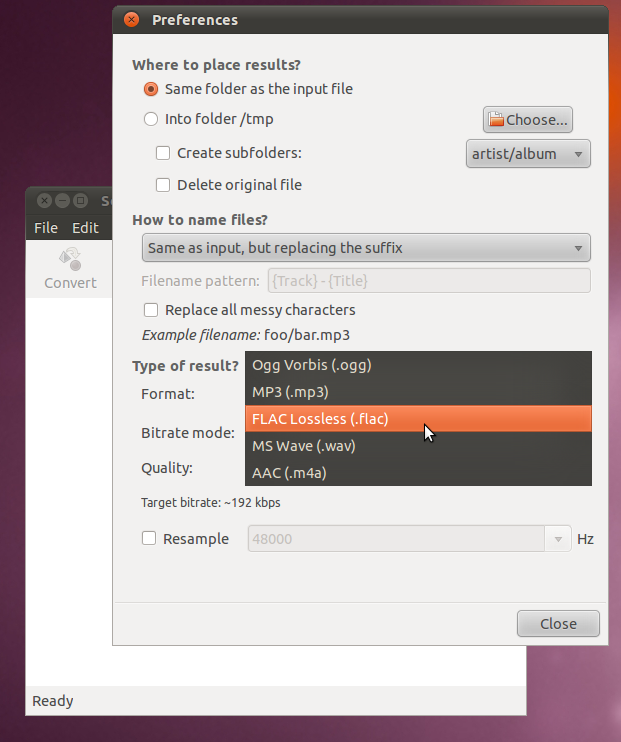 Preferences
Where to place results?
Same folder as the input file
Into folder /tmp
Choose...
Create subfolders:
artist/album
Delete original file
File Edit
How to name files?
Same as input, but replacing the suffix
Convert
Filename pattern: {Track} - {Title}
Replace all messy characters
Example filename: foo/bar.mp3
Type of result?
Ogg Vorbis (.ogg)
Format:
MP3 (.mp3)
FLAC Lossless (.flac)
Bitrate mode:
MS Wave (.wav)
Quality:
AAC (.m4a)
Target bitrate: ~192 kbps
Resample 48000 Hz
Close
Ready